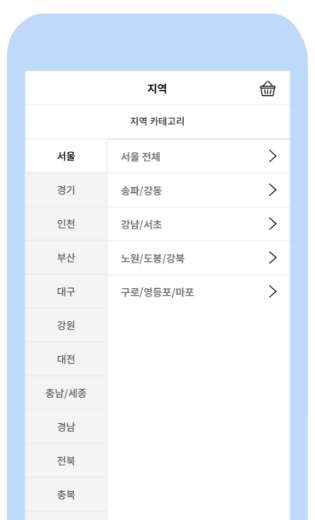 지역
지역 카테고리
서울
서울 전체
경기
송파/강동
인천
강남/서초
부산
노원/도봉/강북
대구
구로/영등포/마포
강원
대전
충남/세종
경남
전북
충북